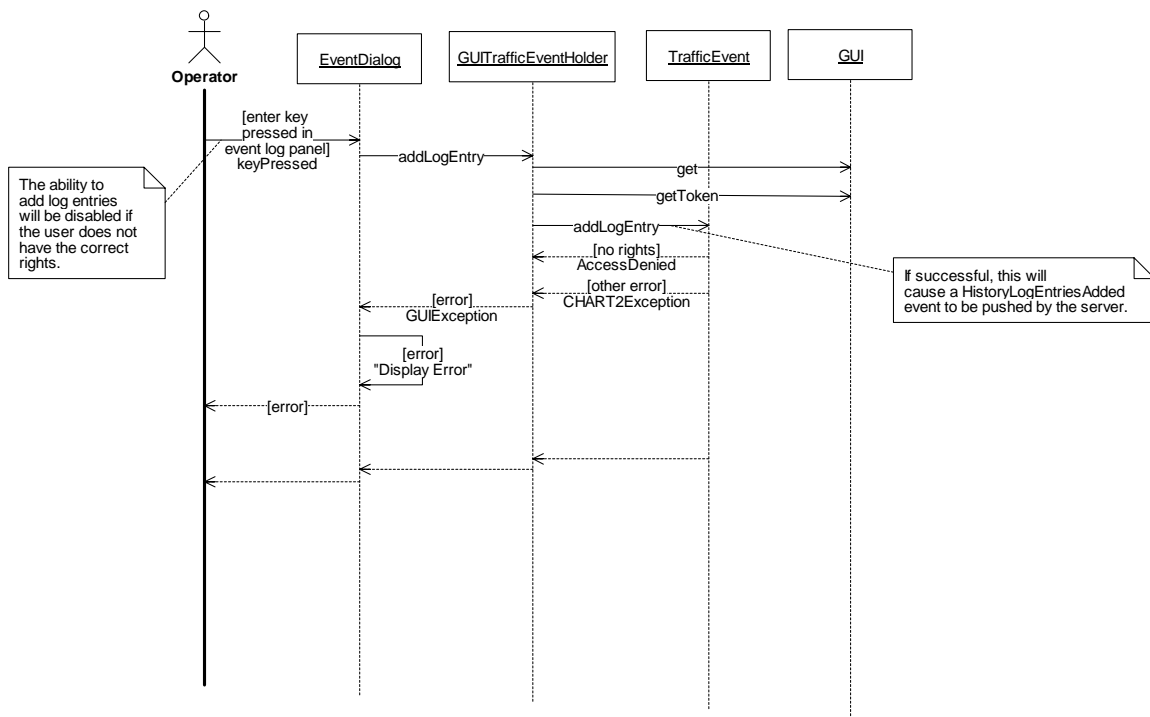 Operator
EventDialog
GUITrafficEventHolder
TrafficEvent
GUI
[enter key
pressed in
event log panel]
keyPressed
addLogEntry
get
getToken
addLogEntry
The ability to
add log entries
will be disabled if
the user does not
have the correct
rights.
[no rights]
AccessDenied
[other error]
CHART2Exception
If successful, this will
cause a HistoryLogEntriesAdded
event to be pushed by the server.
[error]
GUIException
[error]
"Display Error"
[error]